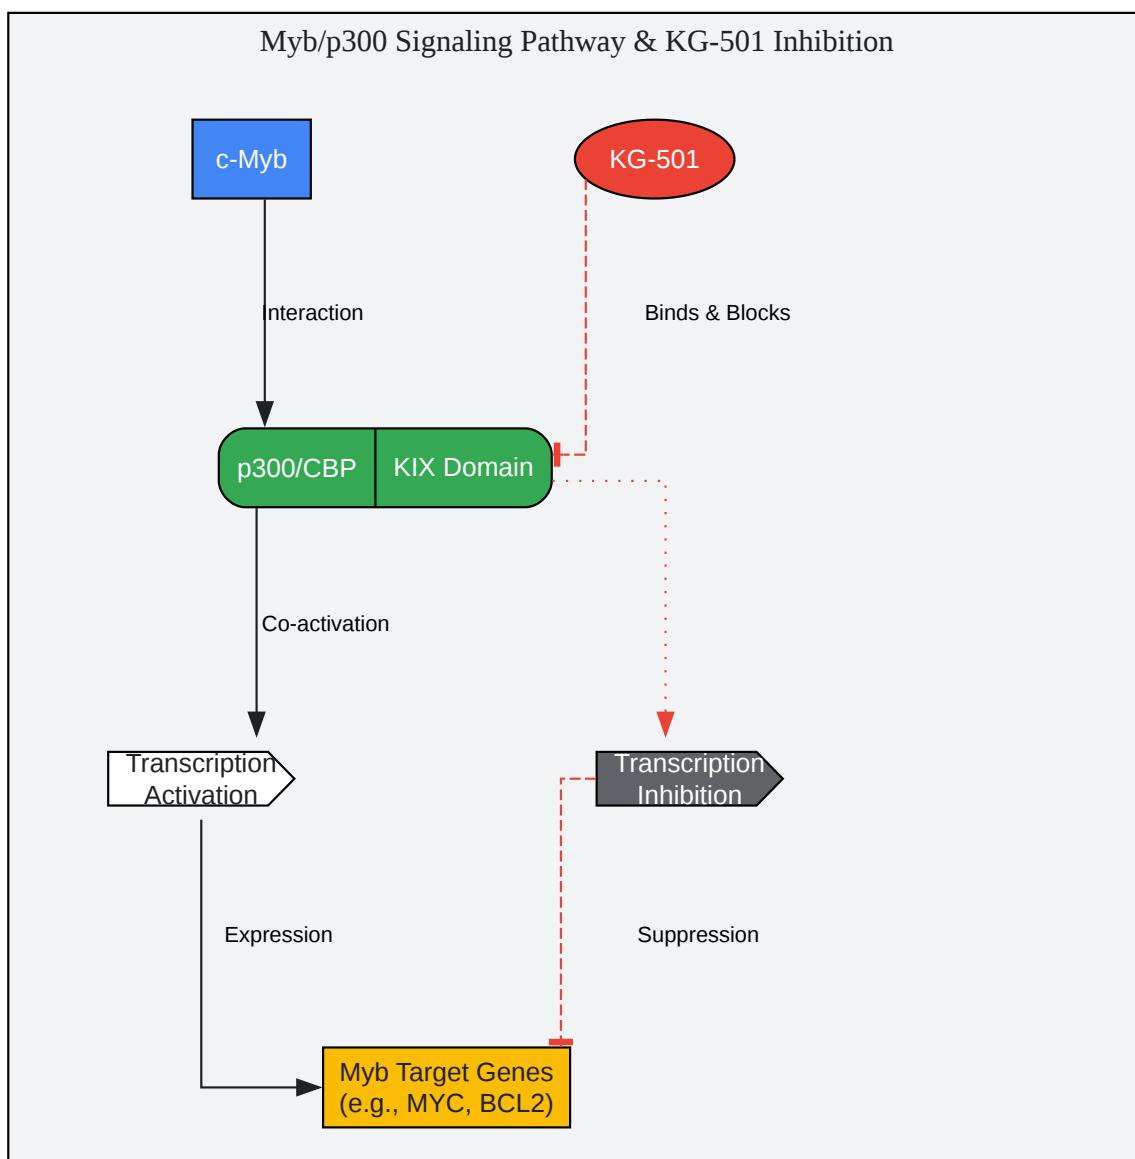 Myb/p300 Signaling Pathway & KG-501 Inhibition
c-Myb
KG-501
Interaction
Binds & Blocks
p300/CBP
KIX Domain
Co-activation
Transcription
Activation
Transcription
Inhibition
Expression
Suppression
Myb Target Genes
(e.g., MYC, BCL2)